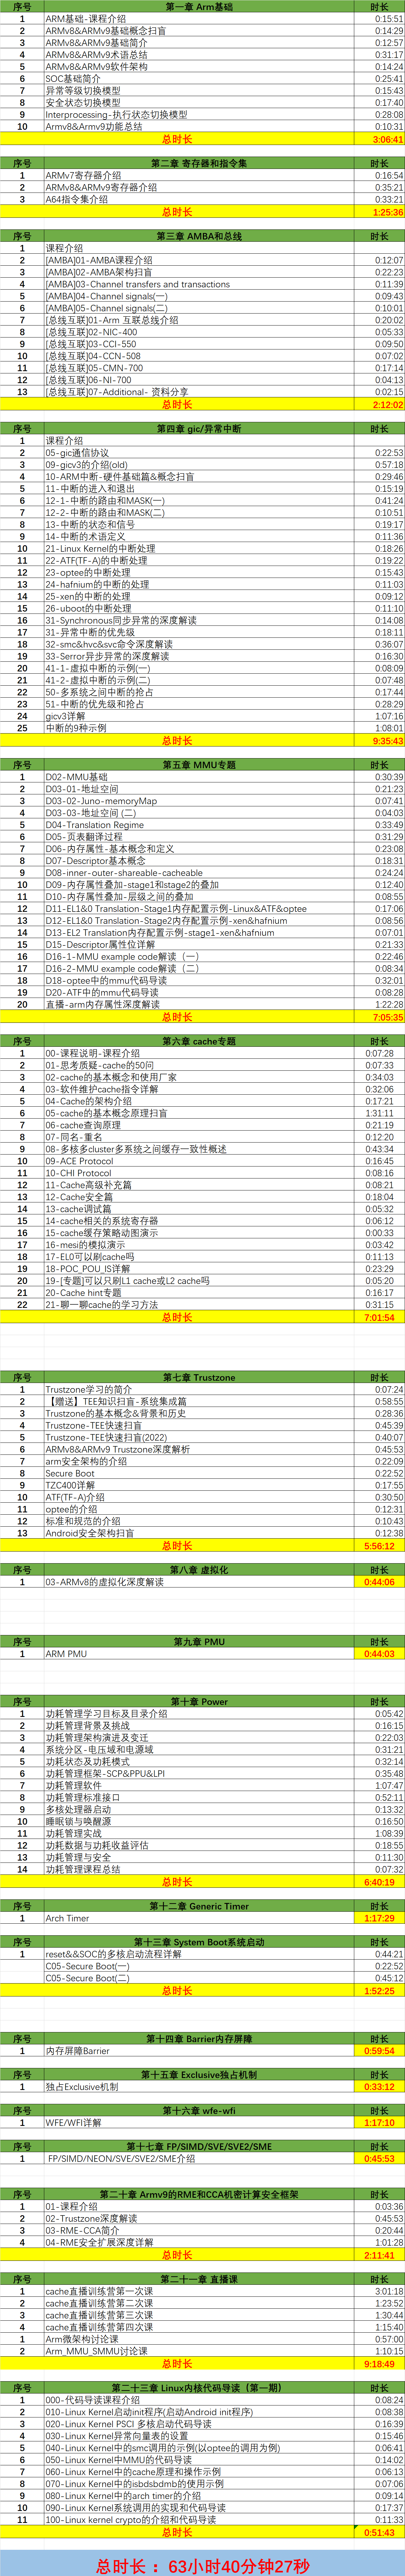 序号 第一章 Arm基础 时长
1 ARM基础-课程介绍 0:15:51
2 ARMv8&ARMv9基础概念扫盲 0:14:29
3 ARMv8&ARMv9基础简介 0:12:57
4 ARMv8&ARMv9术语总结 0:31:17
5 ARMv8&ARMv9软件架构 0:14:24
6 SOC基础简介 0:25:41
7 异常等级切换模型 0:15:43
8 安全状态切换模型 0:17:40
9 Interprocessing-执行状态切换模型 0:28:08
10 Armv8&Armv9功能总结 0:10:31
总时长 3:06:41
序号 第二章 寄存器和指令集 时长
1 ARMv7寄存器介绍 0:16:54
2 ARMv8&ARMv9寄存器介绍 0:35:21
3 A64指令集介绍 0:33:21
总时长 1:25:36
序号 第三章 AMBA和总线 时长
1 课程介绍
2 [AMBA]01-AMBA课程介绍 0:12:07
3 [AMBA]02-AMBA架构扫盲 0:22:23
4 [AMBA]03-Channel transfers and transactions 0:11:39
5 [AMBA]04-Channel signals(一) 0:09:43
6 [AMBA]05-Channel signals(二) 0:10:01
7 [总线互联]01-Arm 互联总线介绍 0:20:02
8 [总线互联]02-NIC-400 0:05:33
9 [总线互联]03-CCI-550 0:09:50
10 [总线互联]04-CCN-508 0:07:02
11 [总线互联]05-CMN-700 0:17:14
12 [总线互联]06-NI-700 0:04:13
13 [总线互联]07-Additional- 资料分享 0:02:15
总时长 2:12:02
序号 第四章 gic/异常中断 时长
1 课程介绍
2 05-gic通信协议 0:22:53
3 09-gicv3的介绍(old) 0:57:18
4 10-ARM中断-硬件基础篇&概念扫盲 0:29:46
5 11-中断的进入和退出 0:15:19
6 12-1-中断的路由和MASK(一) 0:41:24
7 12-2-中断的路由和MASK(二) 0:10:51
8 13-中断的状态和信号 0:19:17
9 14-中断的术语定义 0:11:36
10 21-Linux Kernel的中断处理 0:18:26
11 22-ATF(TF-A)的中断处理 0:19:22
12 23-optee的中断处理 0:15:43
13 24-hafnium的中断的处理 0:11:03
14 25-xen的中断的处理 0:09:12
15 26-uboot的中断处理 0:11:10
16 31-Synchronous同步异常的深度解读 0:14:08
17 31-异常中断的优先级 0:18:11
18 32-smc&hvc&svc命令深度解读 0:36:07
19 33-Serror异步异常的深度解读 0:16:30
20 41-1-虚拟中断的示例(一) 0:08:09
21 41-2-虚拟中断的示例(二) 0:07:48
22 50-多系统之间中断的抢占 0:17:44
23 51-中断的优先级和抢占 0:28:29
24 gicv3详解 1:07:16
25 中断的9种示例 1:08:01
总时长 9:35:43
序号 第五章 MMU专题 时长
1 D02-MMU基础 0:30:39
2 D03-01-地址空间 0:21:23
3 D03-02-Juno-memoryMap 0:07:41
4 D03-03-地址空间 (二) 0:04:03
5 D04-Translation Regime 0:33:49
6 D05-页表翻译过程 0:31:29
7 D06-内存属性-基本概念和定义 0:23:08
8 D07-Descriptor基本概念 0:18:31
9 D08-inner-outer-shareable-cacheable 0:24:24
10 D09-内存属性叠加-stage1和stage2的叠加 0:12:40
11 D10-内存属性叠加-层级之间的叠加 0:08:55
12 D11-EL1&0 Translation-Stage1内存配置示例-Linux&ATF&optee 0:17:06
13 D12-EL1&0 Translation-Stage2内存配置示例-xen&hafnium 0:08:56
14 D13-EL2 Translation内存配置示例-stage1-xen&hafnium 0:07:01
15 D15-Descriptor属性位详解 0:21:33
16 D16-1-MMU example code解读（一） 0:22:46
17 D16-2-MMU example code解读（二） 0:08:34
18 D18-optee中的mmu代码导读 0:32:01
19 D20-ATF中的mmu代码导读 0:08:28
20 直播-arm内存属性深度解读 1:22:28
总时长 7:05:35
序号 第六章 cache专题 时长
1 00-课程说明-课程介绍 0:07:28
2 01-思考质疑-cache的50问 0:07:33
3 02-cache的基本概念和使用厂家 0:34:03
4 03-软件维护cache指令详解 0:32:06
5 04-Cache的架构介绍 0:17:21
6 05-cache的基本概念原理扫盲 1:31:11
7 06-cache查询原理 0:21:19
8 07-同名-重名 0:12:20
9 08-多核多cluster多系统之间缓存一致性概述 0:43:34
10 09-ACE Protocol 0:16:45
11 10-CHI Protocol 0:08:16
12 11-Cache高级补充篇 0:08:21
13 12-Cache安全篇 0:18:04
14 13-cache调试篇 0:05:32
15 14-cache相关的系统寄存器 0:06:12
16 15-cache缓存策略动图演示 0:00:33
17 16-mesi的模拟演示 0:03:42
18 17-EL0可以刷cache吗 0:11:13
19 18-POC_POU_IS详解 0:23:29
20 19-[专题]可以只刷L1 cache或L2 cache吗 0:05:20
21 20-Cache hint专题 0:16:17
22 21-聊一聊cache的学习方法 0:31:15
总时长 7:01:54
序号 第七章 Trustzone 时长
1 Trustzone学习的简介 0:07:24
2 【赠送】TEE知识扫盲-系统集成篇 0:58:55
3 Trustzone的基本概念&背景和历史 0:28:36
4 Trustzone-TEE快速扫盲 0:45:39
5 Trustzone-TEE快速扫盲(2022) 0:40:07
6 ARMv8&ARMv9 Trustzone深度解析 0:45:53
7 arm安全架构的介绍 0:22:09
8 Secure Boot 0:22:52
9 TZC400详解 0:17:55
10 ATF(TF-A)介绍 0:30:50
11 optee的介绍 0:12:31
12 标准和规范的介绍 0:10:43
13 Android安全架构扫盲 0:12:38
总时长 5:56:12
序号 第八章 虚拟化 时长
1 03-ARMv8的虚拟化深度解读 0:44:06
序号 第九章 PMU 时长
1 ARM PMU 0:44:03
序号 第十章 Power 时长
1 功耗管理学习目标及目录介绍 0:05:42
2 功耗管理背景及挑战 0:16:15
3 功耗管理架构演进及变迁 0:22:03
4 系统分区-电压域和电源域 0:31:21
5 功耗状态及功耗模式 0:32:14
6 功耗管理框架-SCP&PPU&LPI 0:35:48
7 功耗管理软件 1:07:47
8 功耗管理标准接口 0:52:11
9 多核处理器启动 0:13:32
10 睡眠锁与唤醒源 0:16:50
11 功耗管理实战 1:08:39
12 功耗数据与功耗收益评估 0:18:55
13 功耗管理与安全 0:11:30
14 功耗管理课程总结 0:07:32
总时长 6:40:19
序号 第十二章 Generic Timer 时长
1 Arch Timer 1:17:29
序号 第十三章 System Boot系统启动 时长
1 reset&&SOC的多核启动流程详解 0:44:21
C05-Secure Boot(一) 0:22:52
C05-Secure Boot(二) 0:45:12
总时长 1:52:25
序号 第十四章 Barrier内存屏障 时长
1 内存屏障Barrier 0:59:54
序号 第十五章 Exclusive独占机制 时长
1 独占Exclusive机制 0:33:12
序号 第十六章 wfe-wfi 时长
1 WFE/WFI详解 1:17:10
序号 第十七章 FP/SIMD/SVE/SVE2/SME 时长
1 FP/SIMD/NEON/SVE/SVE2/SME介绍 0:45:53
序号 第二十章 Armv9的RME和CCA机密计算安全框架 时长
1 01-课程介绍 0:03:36
2 02-Trustzone深度解读 0:45:53
3 03-RME-CCA简介 0:20:44
4 04-RME安全扩展深度详解 1:01:28
总时长 2:11:41
序号 第二十一章 直播课 时长
1 cache直播训练营第一次课 3:01:18
2 cache直播训练营第二次课 1:23:52
3 cache直播训练营第三次课 1:30:44
4 cache直播训练营第四次课 1:15:40
1 Arm微架构讨论课 0:57:00
2 Arm_MMU_SMMU讨论课 1:10:15
总时长 9:18:49
序号 第二十三章 Linux内核代码导读（第一期） 时长
1 000-代码导读课程介绍 0:08:24
2 010-Linux Kernel启动init程序(启动Android init程序) 0:08:38
3 020-Linux Kernel PSCI 多核启动代码导读 0:16:39
4 030-Linux Kernel异常向量表的设置 0:15:46
5 040-Linux Kernel中的smc调用的示例(以optee的调用为例) 0:06:41
6 050-Linux Kernel中MMU的代码导读 0:14:02
7 060-Linux Kernel中的cache原理和操作示例 0:06:13
8 070-Linux Kernel中的isbdsbdmb的使用示例 0:07:06
9 080-Linux Kernel中的arch timer的介绍 0:09:14
10 090-Linux Kernel系统调用的实现和代码导读 0:17:37
11 100-Linux kernel crypto的介绍和代码导读 0:11:33
总时长 0:51:43
总时长 ：63小时40分钟27秒